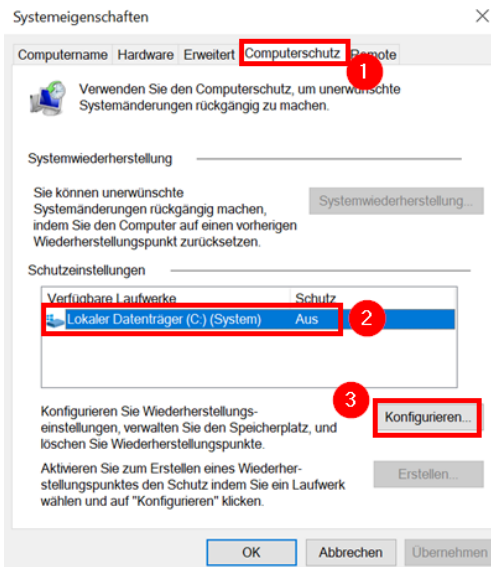 Systemeigenschaften
Computername Hardware Erweitert Computerschutz Remote
1
Verwenden Sie den Computerschutz, um unerwünschte
Systemänderungen rückgängig zu machen.
Systemwiederherstellung
Sie können unerwünschte
Systemänderungen rückgängig machen,
indem Sie den Computer auf einen vorherigen
Wiederherstellungspunkt zurücksetzen.
Systemwiederherstellung...
Schutzeinstellungen
Verfügbare Laufwerke Schutz
Lokaler Datenträger (C:) (System) Aus
2
3
Konfigurieren Sie Wiederherstellungs-
einstellungen, verwalten Sie den Speicherplatz, und
löschen Sie Wiederherstellungspunkte.
Konfigurieren...
Aktivieren Sie zum Erstellen eines Wiederher-
stellungspunktes den Schutz indem Sie ein Laufwerk
wählen und auf "Konfigurieren" klicken.
Erstellen...
OK Abbrechen Übernehmen